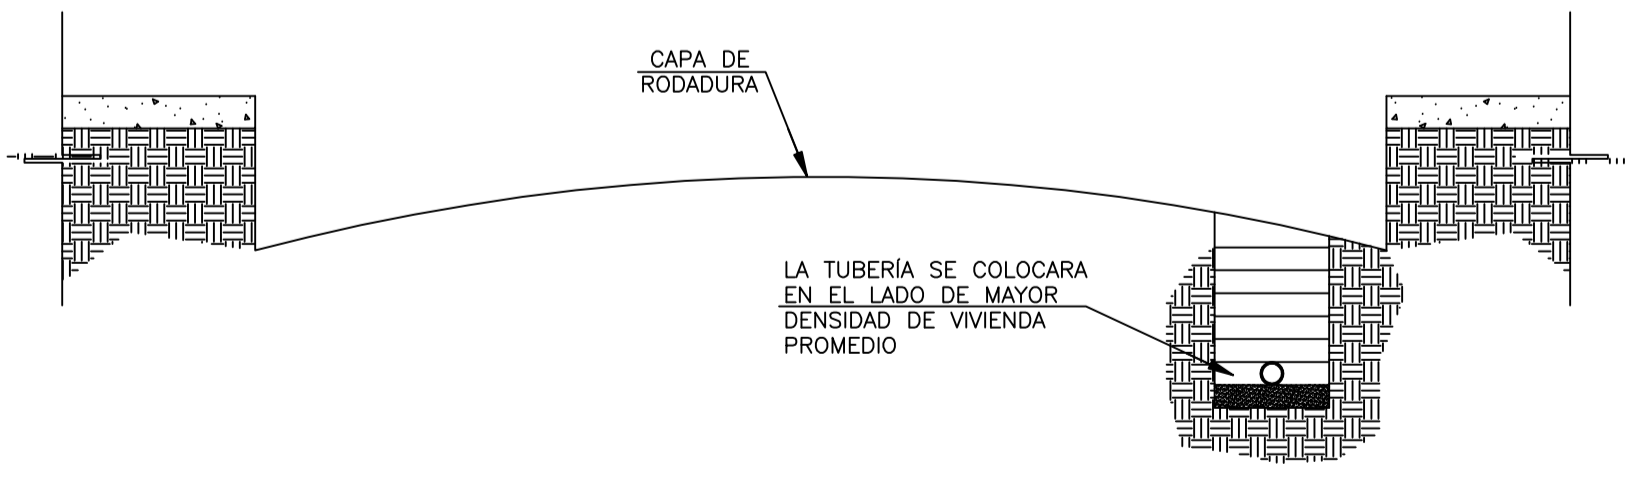 CAPA DE
RODADURA
LA TUBERÍA SE COLOCARA
EN EL LADO DE MAYOR
DENSIDAD DE VIVIENDA
PROMEDIO